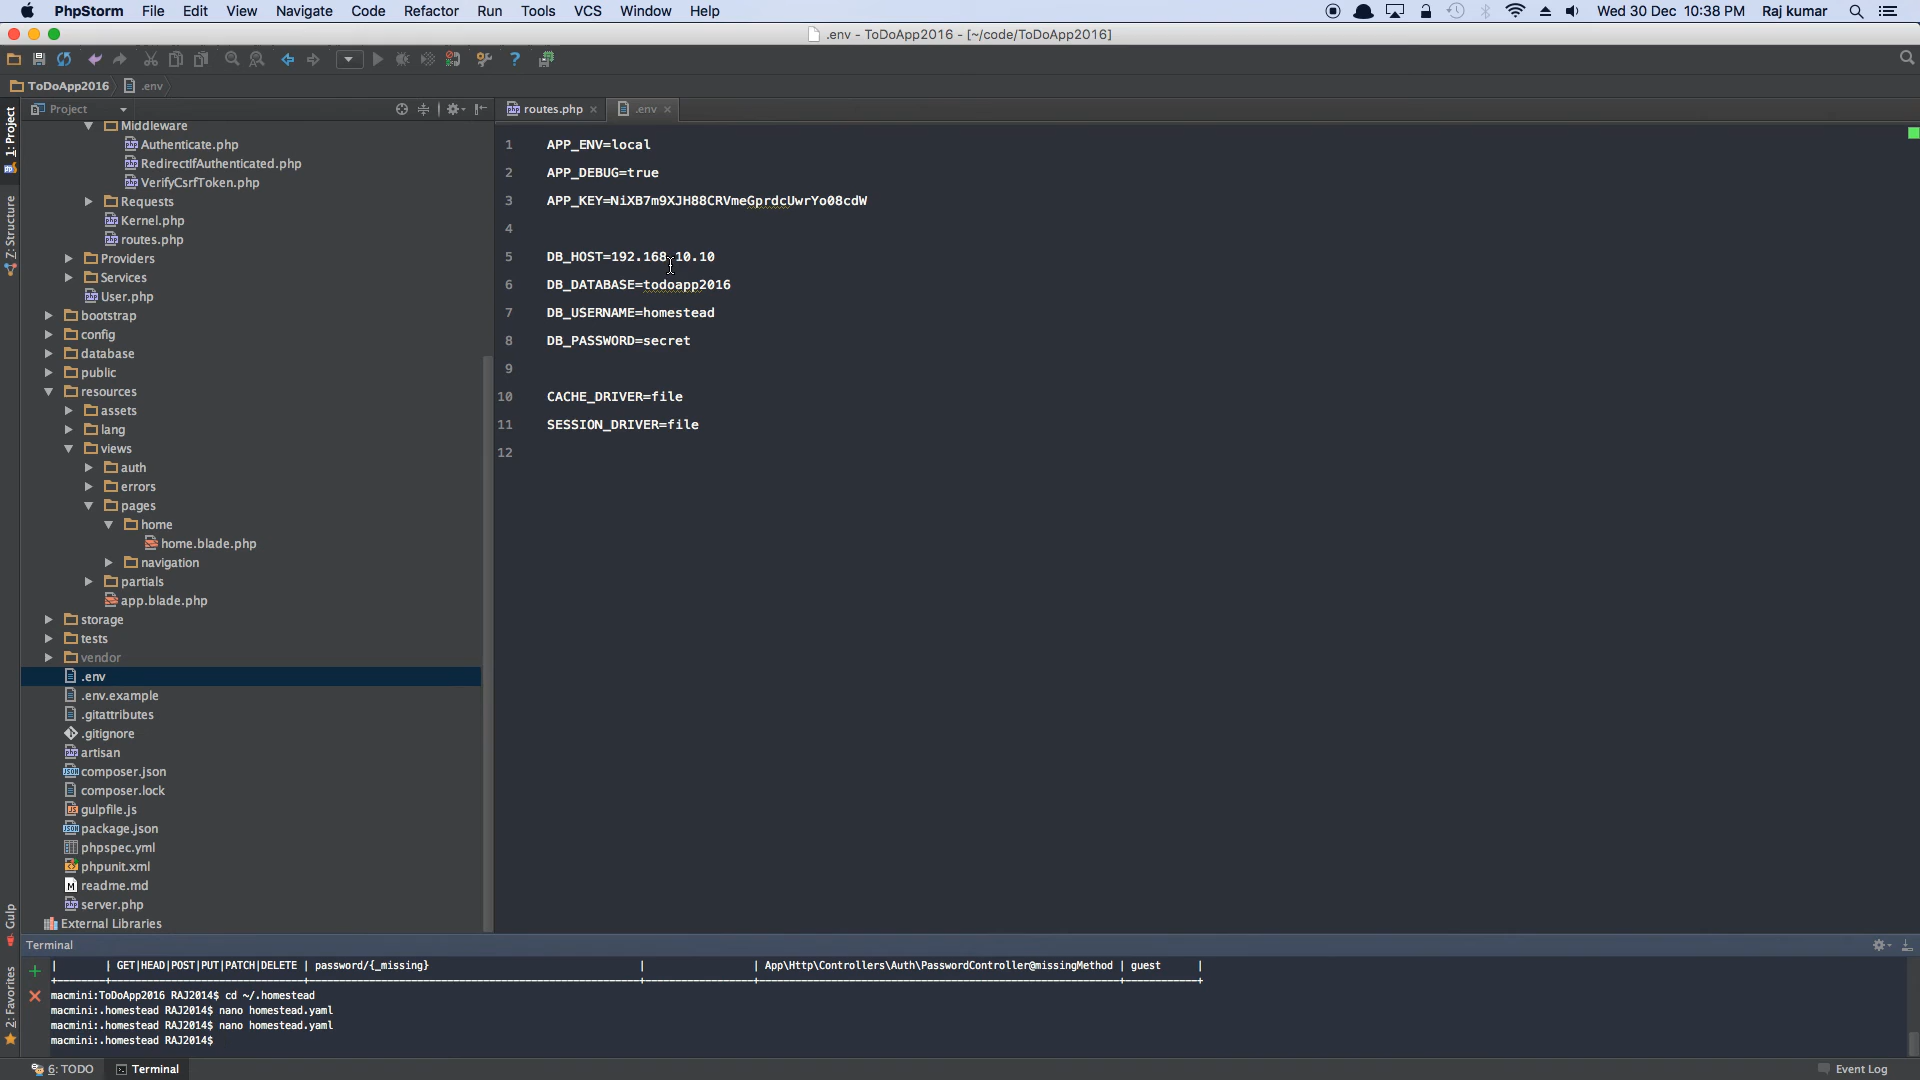 PhpStorm File Edit View Navigate Code Refactor Run Tools VCS Window Help Wed 30 Dec 10:38 PM Raj kumar
.env - ToDoApp2016 - [~/code/ToDoApp2016]
ToDoApp2016 .env
Project routes.php .env
1: Project
Z: Structure
Gulp
2: Favorites
Middleware
Authenticate.php
RedirectIfAuthenticated.php
VerifyCsrfToken.php
Requests
Kernel.php
routes.php
Providers
Services
User.php
bootstrap
config
database
public
resources
assets
lang
views
auth
errors
pages
home
home.blade.php
navigation
partials
app.blade.php
storage
tests
vendor
.env
.env.example
.gitattributes
.gitignore
artisan
composer.json
composer.lock
gulpfile.js
package.json
phpspec.yml
phpunit.xml
readme.md
server.php
External Libraries
1 APP_ENV=local
2 APP_DEBUG=true
3 APP_KEY=NiXB7m9XJH88CRVmeGprdcUwrYo08cdW
4
5 DB_HOST=192.168.10.10
6 DB_DATABASE=todoapp2016
7 DB_USERNAME=homestead
8 DB_PASSWORD=secret
9
10 CACHE_DRIVER=file
11 SESSION_DRIVER=file
12
Terminal
| | GET|HEAD|POST|PUT|PATCH|DELETE | password/{_missing} | | App\Http\Controllers\Auth\PasswordController@missingMethod | guest |
macmini:ToDoApp2016 RAJ2014$ cd ~/.homestead
macmini:.homestead RAJ2014$ nano homestead.yaml
macmini:.homestead RAJ2014$ nano homestead.yaml
macmini:.homestead RAJ2014$
6: TODO Terminal Event Log